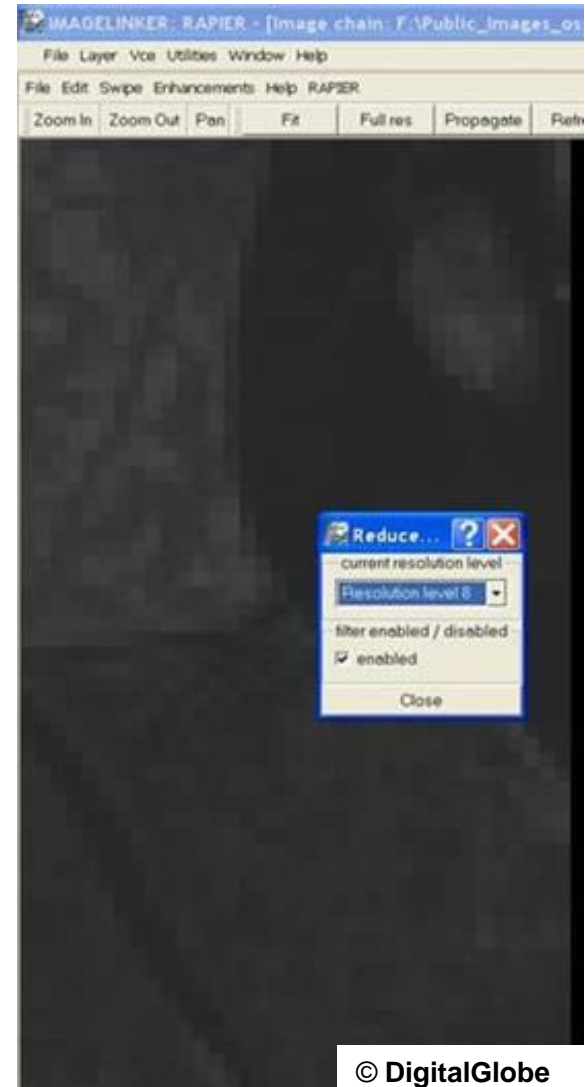 IMAGELINKER: RAPIER - [Image chain: F:\Public_Images_os
File Layer Vce Utilities Window Help
File Edit Swipe Enhancements Help RAPIER
Zoom In Zoom Out Pan Fit Full res Propagate Refre
Reduce...
current resolution level
Resolution level 8
filter enabled / disabled
enabled
Close
© DigitalGlobe